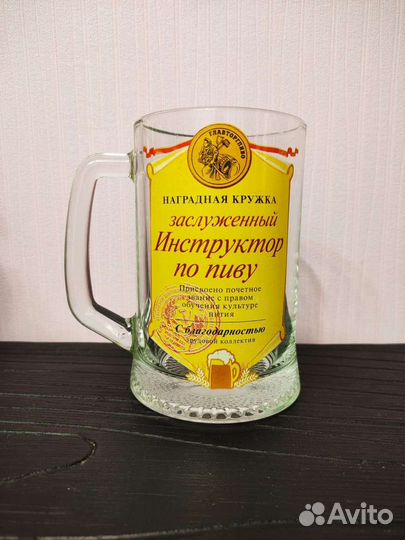 ГЛАВТОРГПИВО
НАГРАДНАЯ КРУЖКА
заслуженный
Инструктор
по пиву
Присвоено почетное
звание с правом
обучения культуре
пития
С благодарностью
трудовой коллектив
Avito